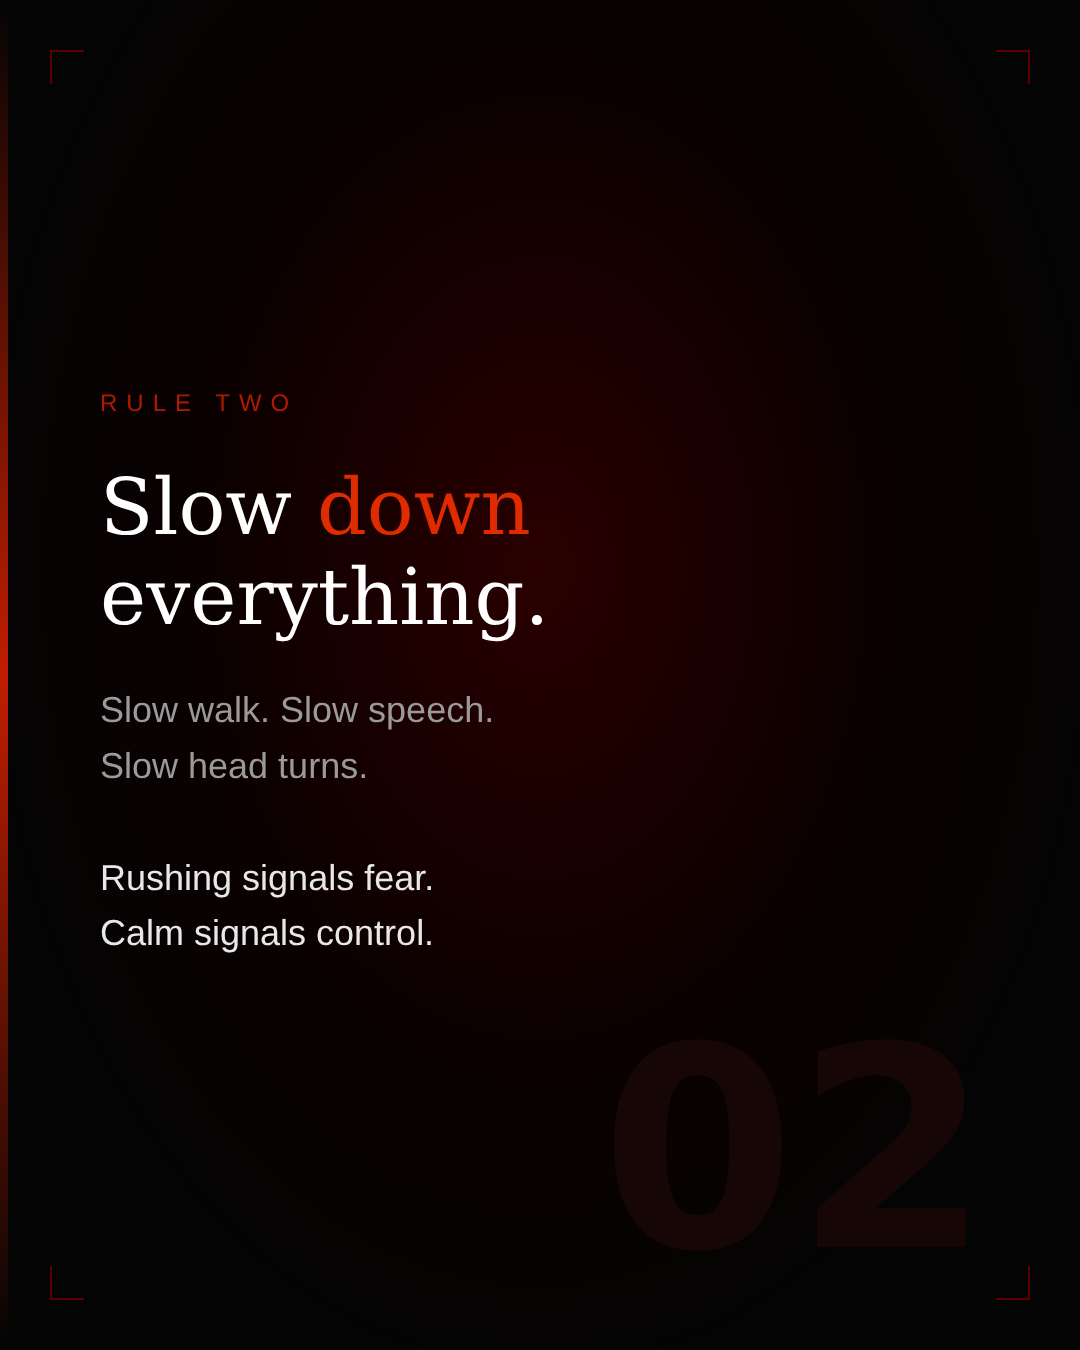 RULE TWO
Slow down
everything.
Slow walk. Slow speech.
Slow head turns.
Rushing signals fear.
Calm signals control.
02